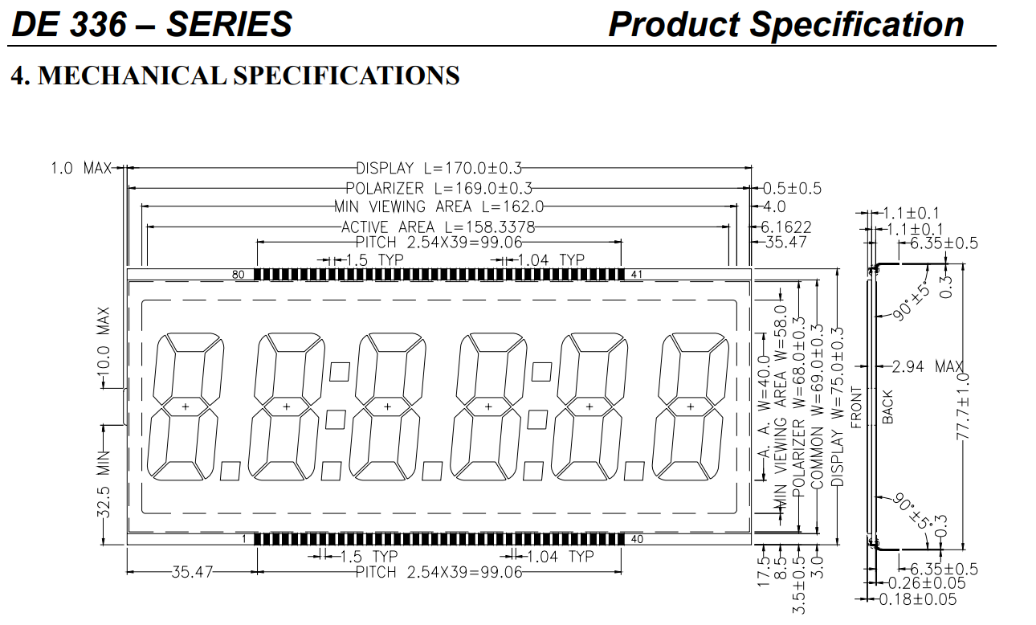 DE 336 – SERIES
Product Specification
4. MECHANICAL SPECIFICATIONS
1.0 MAX
DISPLAY L=170.0±0.3
POLARIZER L=169.0±0.3
0.5±0.5
MIN VIEWING AREA L=162.0
4.0
ACTIVE AREA L=158.3378
6.1622
PITCH 2.54X39=99.06
35.47
1.5 TYP
1.04 TYP
1.1±0.1
1.1±0.1
6.35±0.5
80
41
0.3
90°±5°
10.0 MAX
32.5 MIN
A. A. W=40.0
MIN VIEWING AREA W=58.0
POLARIZER W=68.0±0.3
COMMON W=69.0±0.3
DISPLAY W=75.0±0.3
2.94 MAX
FRONT
BACK
77.7±1.0
90°±5°
0.3
1
40
1.5 TYP
1.04 TYP
35.47
PITCH 2.54X39=99.06
17.5
8.5
3.5±0.5
3.0
6.35±0.5
0.26±0.05
0.18±0.05